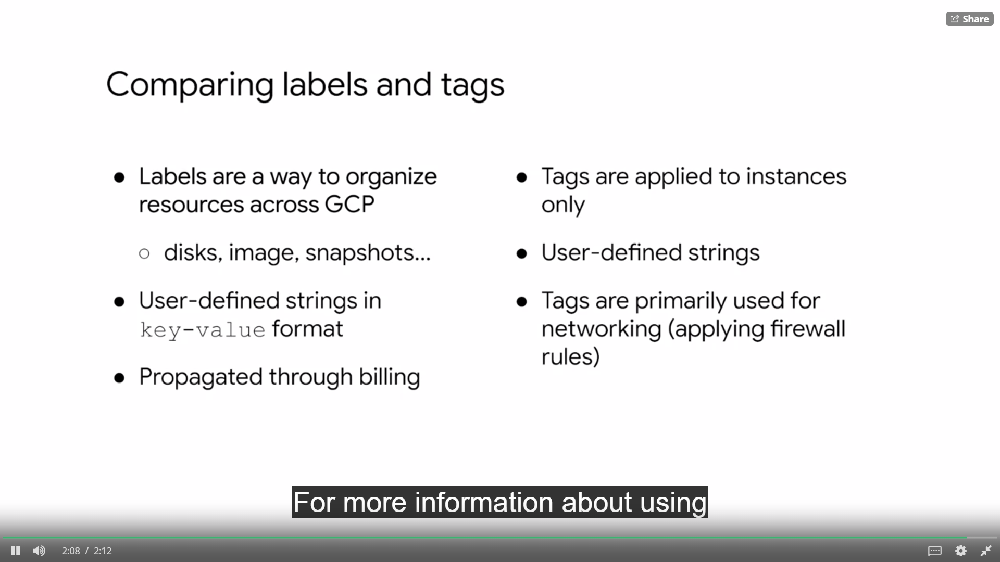 Share
Comparing labels and tags
● Labels are a way to organize
resources across GCP
○ disks, image, snapshots...
● User-defined strings in
key-value format
● Propagated through billing
● Tags are applied to instances
only
● User-defined strings
● Tags are primarily used for
networking (applying firewall
rules)
For more information about using
2:08 / 2:12